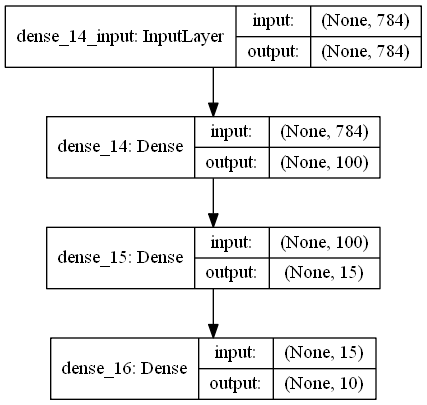 dense_14_input: InputLayer
input: (None, 784)
output: (None, 784)
dense_14: Dense
input: (None, 784)
output: (None, 100)
dense_15: Dense
input: (None, 100)
output: (None, 15)
dense_16: Dense
input: (None, 15)
output: (None, 10)